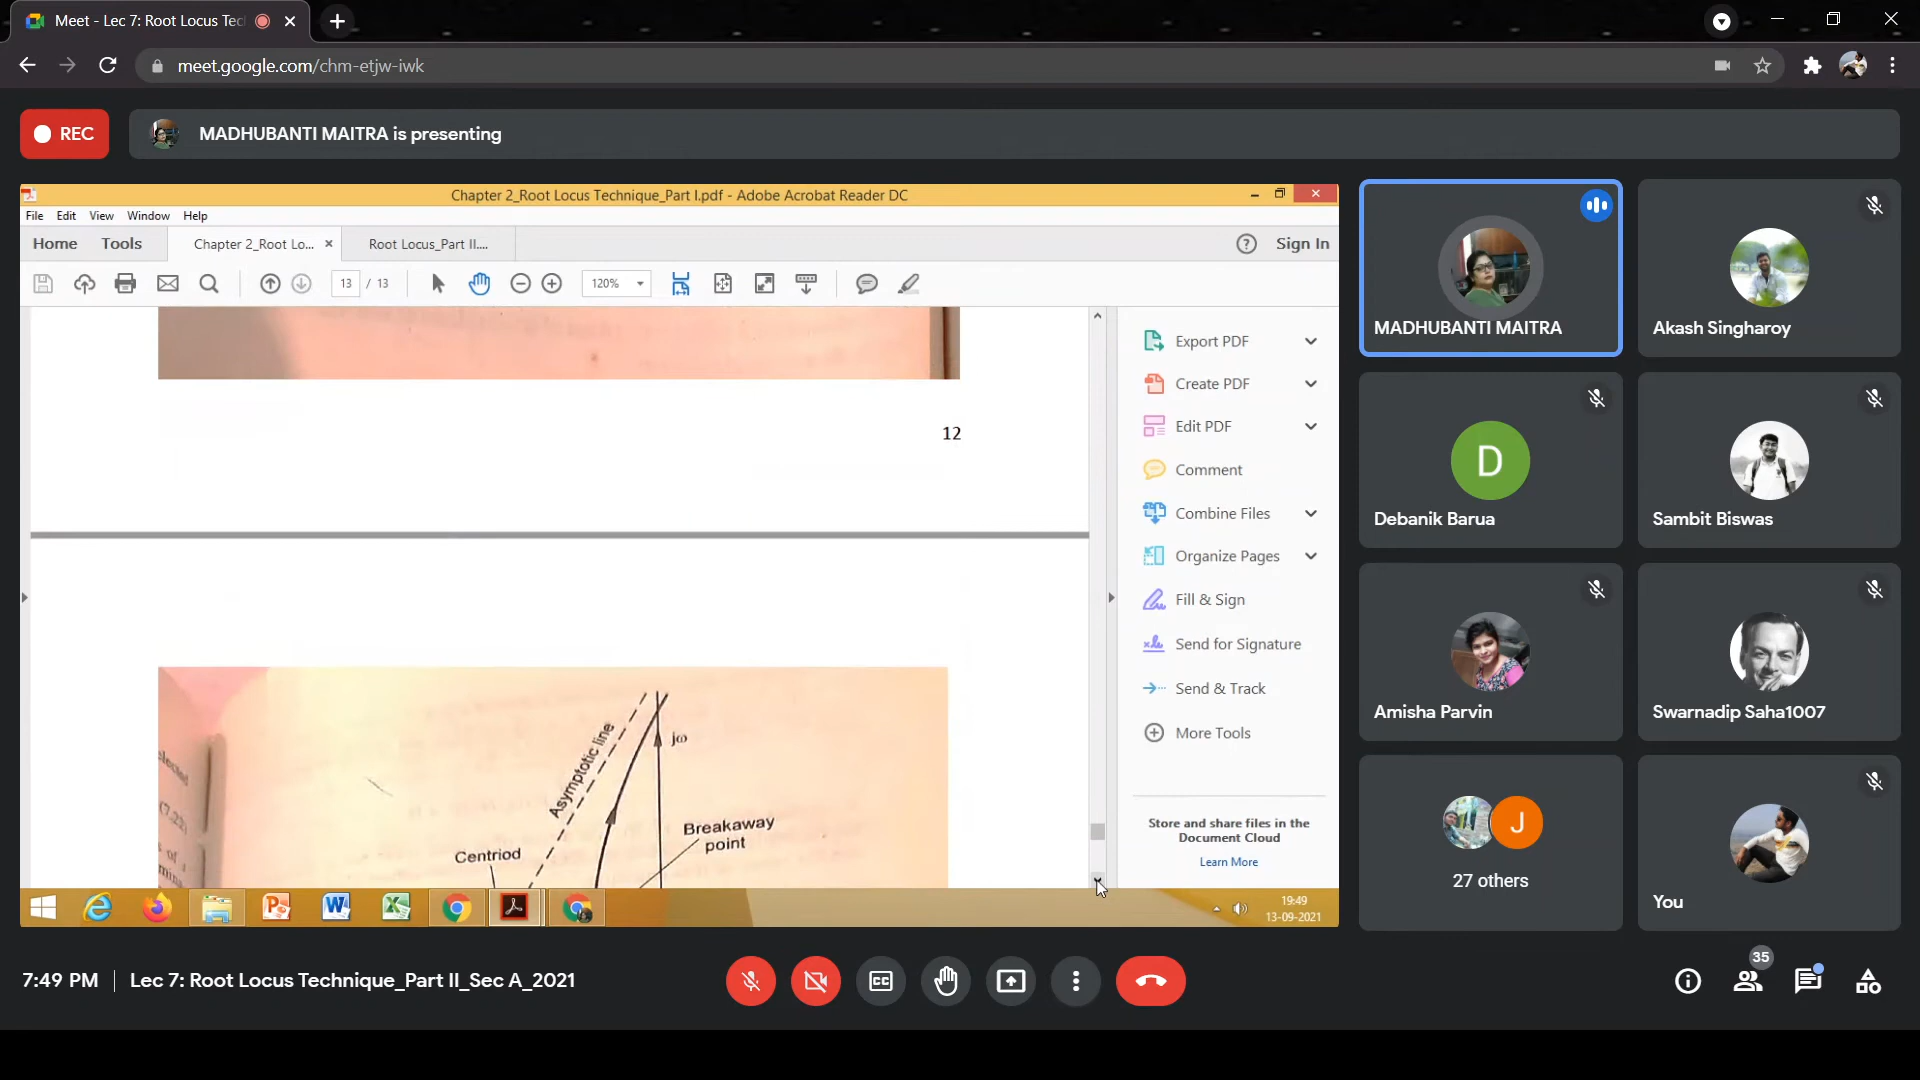 Meet - Lec 7: Root Locus Tec
meet.google.com/chm-etjw-iwk
REC
MADHUBANTI MAITRA is presenting
Chapter 2_Root Locus Technique_Part I.pdf - Adobe Acrobat Reader DC
File Edit View Window Help
Home Tools Chapter 2_Root Lo... Root Locus_Part II.... Sign In
13 / 13 120%
12
Asymptotic line
jω
Breakaway
point
Centriod
(7.22)
s of
Export PDF
Create PDF
Edit PDF
Comment
Combine Files
Organize Pages
Fill & Sign
Send for Signature
Send & Track
More Tools
Store and share files in the
Document Cloud
Learn More
19:49
13-09-2021
MADHUBANTI MAITRA
Akash Singharoy
D
Debanik Barua
Sambit Biswas
Amisha Parvin
Swarnadip Saha1007
J
27 others
You
7:49 PM Lec 7: Root Locus Technique_Part II_Sec A_2021
35